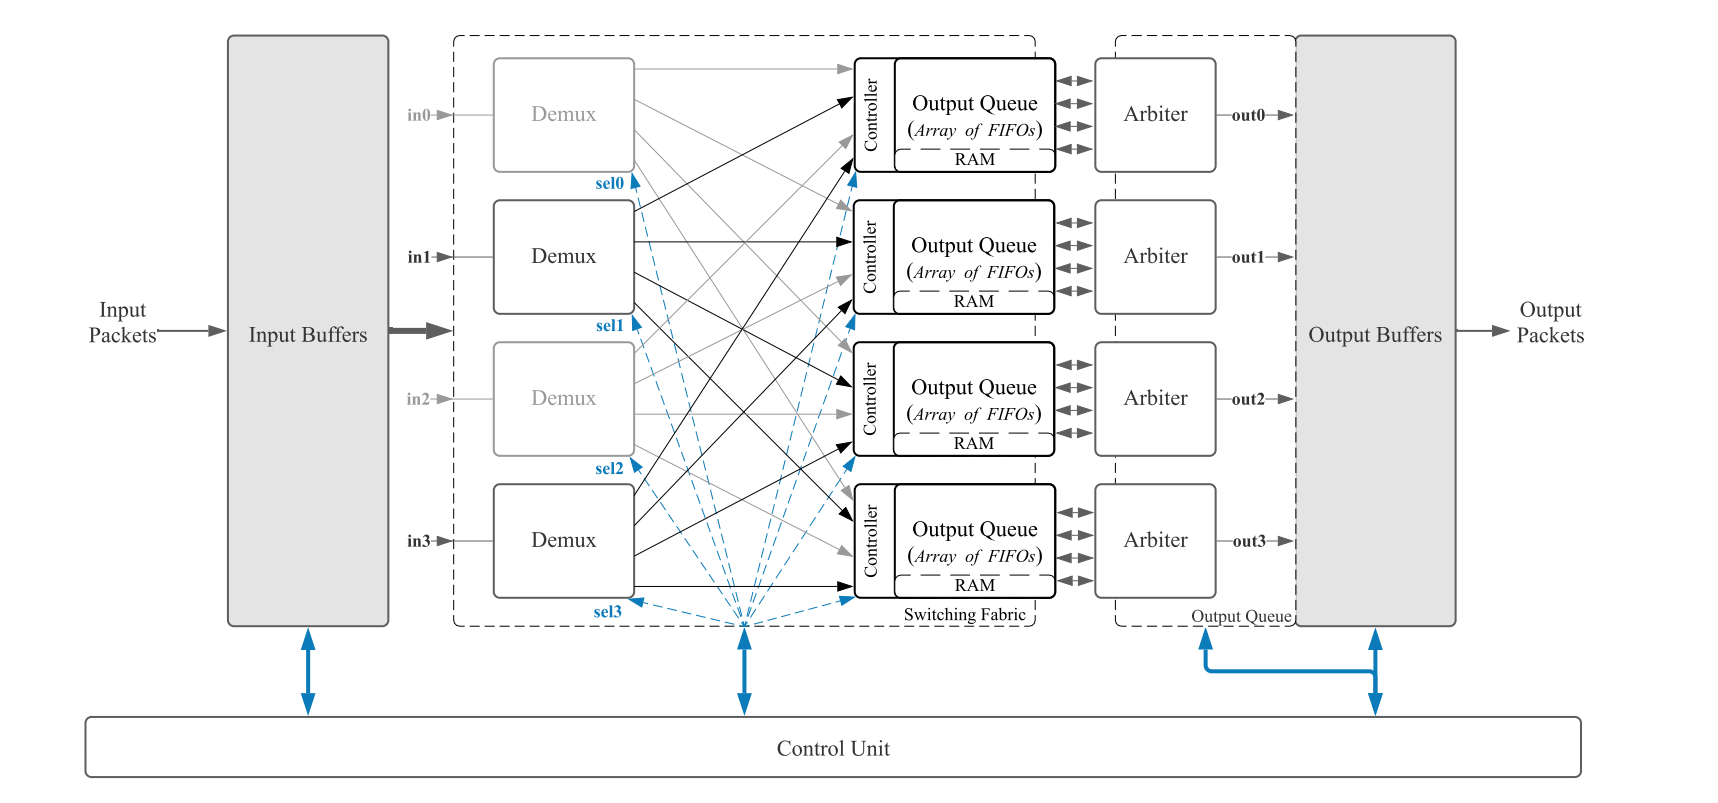 Input
Packets
Input Buffers
in0
Demux
sel0
in1
Demux
sel1
in2
Demux
sel2
in3
Demux
sel3
Controller
Output Queue
(Array of FIFOs)
RAM
Controller
Output Queue
(Array of FIFOs)
RAM
Controller
Output Queue
(Array of FIFOs)
RAM
Controller
Output Queue
(Array of FIFOs)
RAM
Switching Fabric
Arbiter
out0
Arbiter
out1
Arbiter
out2
Arbiter
out3
Output Queue
Output Buffers
Output
Packets
Control Unit